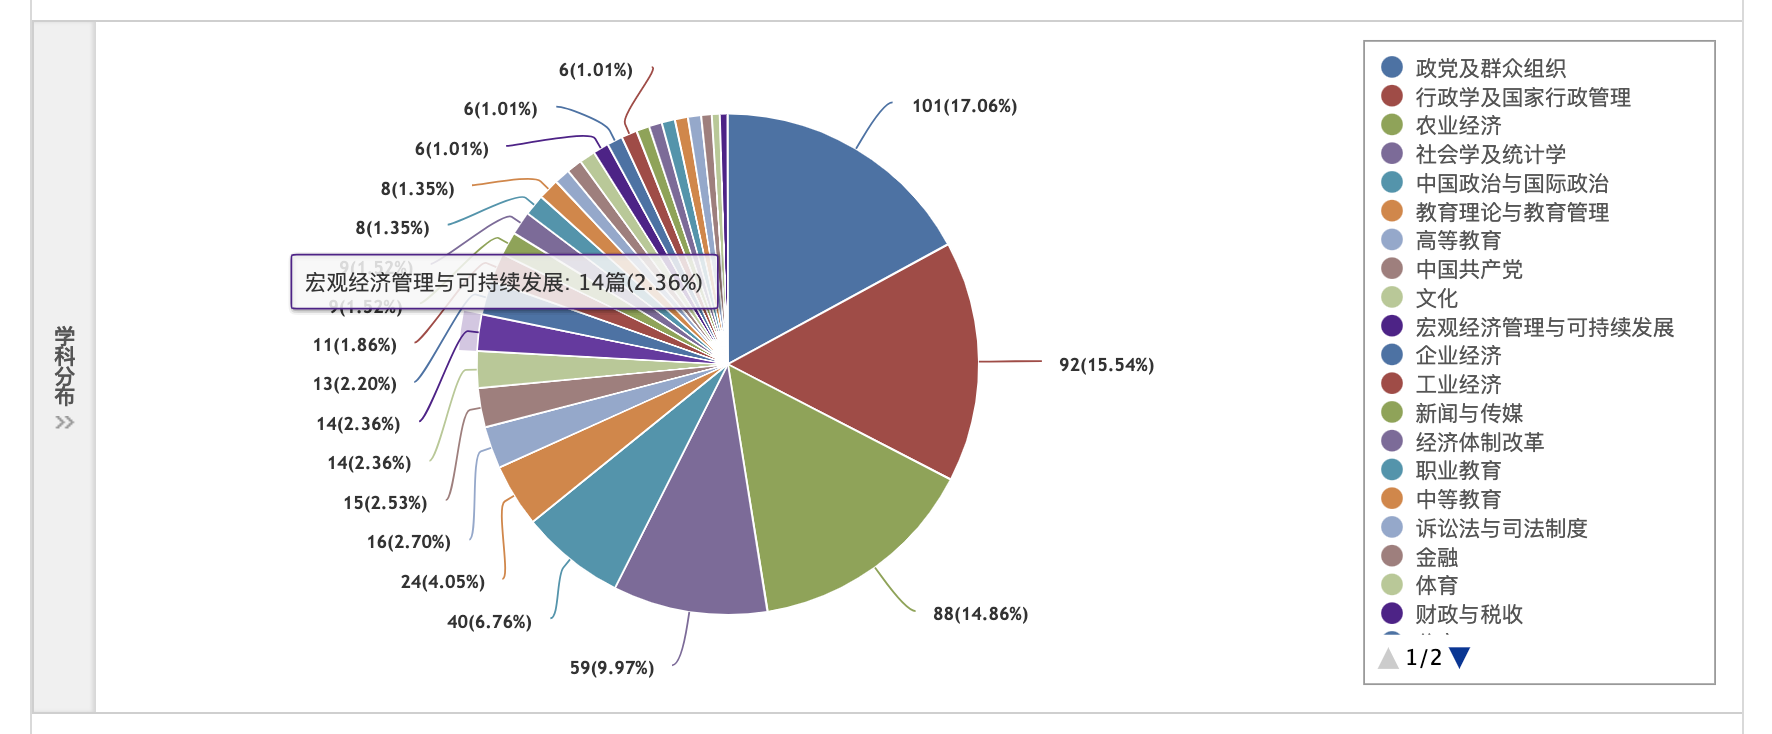 学科分布
6(1.01%)
6(1.01%)
6(1.01%)
8(1.35%)
8(1.35%)
9(1.52%)
9(1.52%)
11(1.86%)
13(2.20%)
14(2.36%)
14(2.36%)
15(2.53%)
16(2.70%)
24(4.05%)
40(6.76%)
59(9.97%)
101(17.06%)
92(15.54%)
88(14.86%)
宏观经济管理与可持续发展: 14篇(2.36%)
政党及群众组织
行政学及国家行政管理
农业经济
社会学及统计学
中国政治与国际政治
教育理论与教育管理
高等教育
中国共产党
文化
宏观经济管理与可持续发展
企业经济
工业经济
新闻与传媒
经济体制改革
职业教育
中等教育
诉讼法与司法制度
金融
体育
财政与税收
1/2